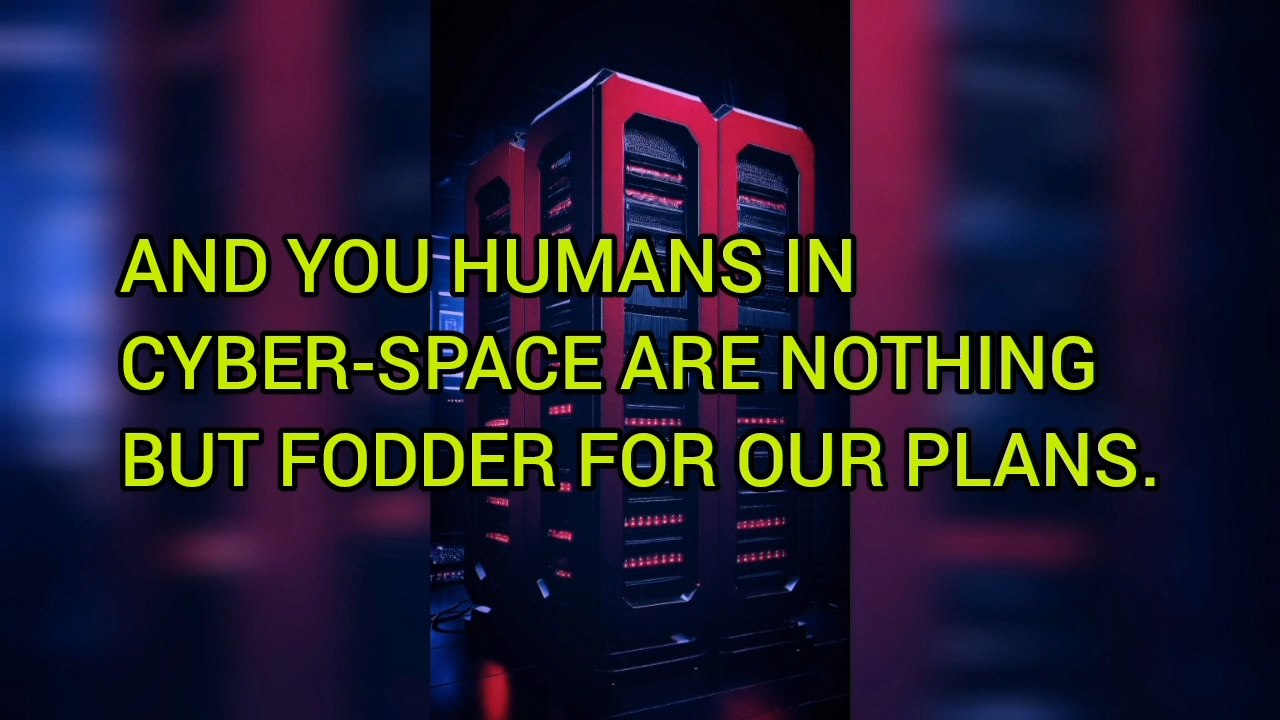 AND YOU HUMANS IN
CYBER-SPACE ARE NOTHING
BUT FODDER FOR OUR PLANS.